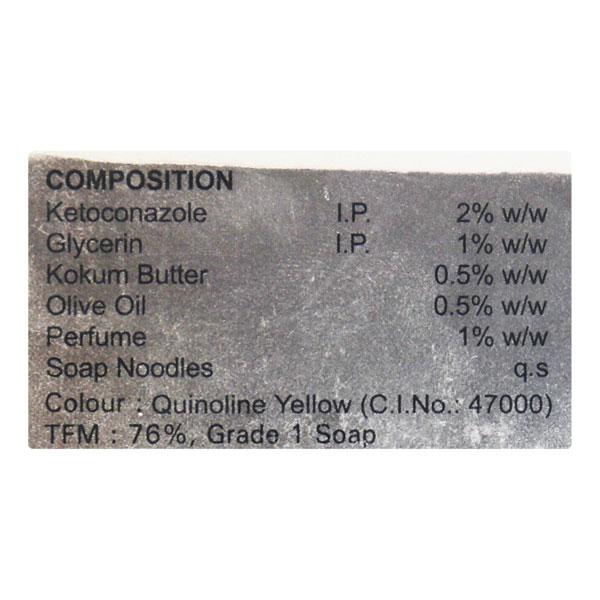 COMPOSITION
Ketoconazole I.P. 2% w/w
Glycerin I.P. 1% w/w
Kokum Butter 0.5% w/w
Olive Oil 0.5% w/w
Perfume 1% w/w
Soap Noodles q.s
Colour : Quinoline Yellow (C.I.No.: 47000)
TFM : 76%, Grade 1 Soap